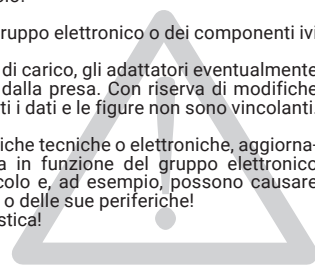 gruppo elettronico o dei componenti ivi
di carico, gli adattatori eventualmente
dalla presa. Con riserva di modifiche
ti i dati e le figure non sono vincolanti.
iche tecniche o elettroniche, aggiorna-
a in funzione del gruppo elettronico
colo e, ad esempio, possono causare
o delle sue periferiche!
stica!